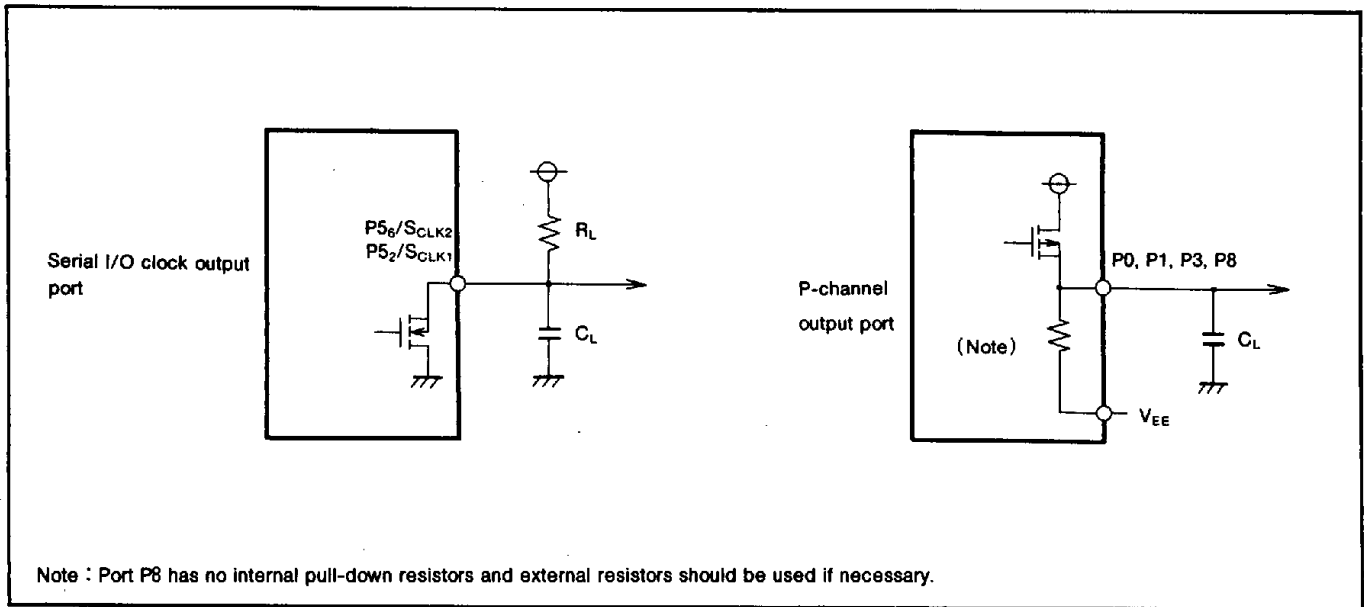 Serial I/O clock output
port
P5₆/S_CLK2
P5₂/S_CLK1
R_L
C_L
P-channel
output port
(Note)
P0, P1, P3, P8
C_L
V_EE
Note : Port P8 has no internal pull-down resistors and external resistors should be used if necessary.